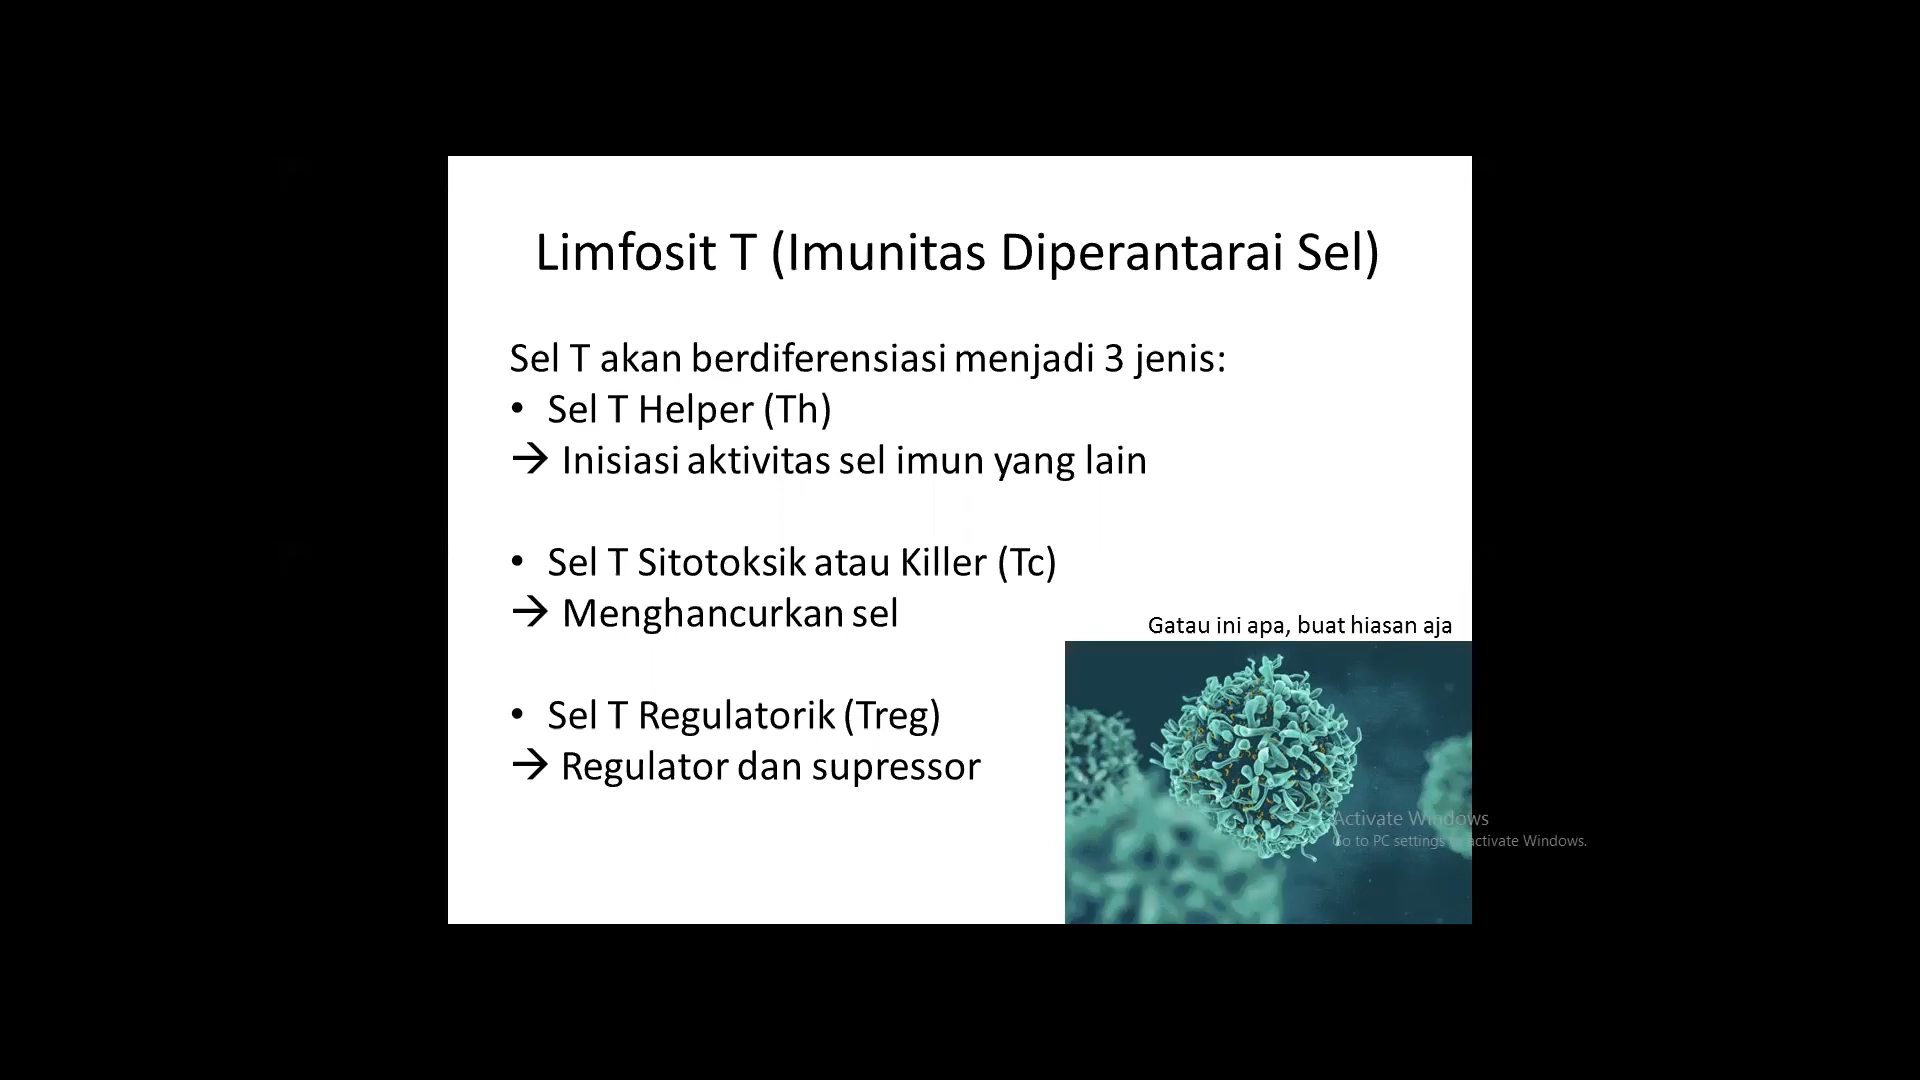 Limfosit T (Imunitas Diperantarai Sel)
Sel T akan berdiferensiasi menjadi 3 jenis:
• Sel T Helper (Th)
→ Inisiasi aktivitas sel imun yang lain
• Sel T Sitotoksik atau Killer (Tc)
→ Menghancurkan sel
• Sel T Regulatorik (Treg)
→ Regulator dan supressor
Gatau ini apa, buat hiasan aja
Activate Windows
Go to PC settings to activate Windows.